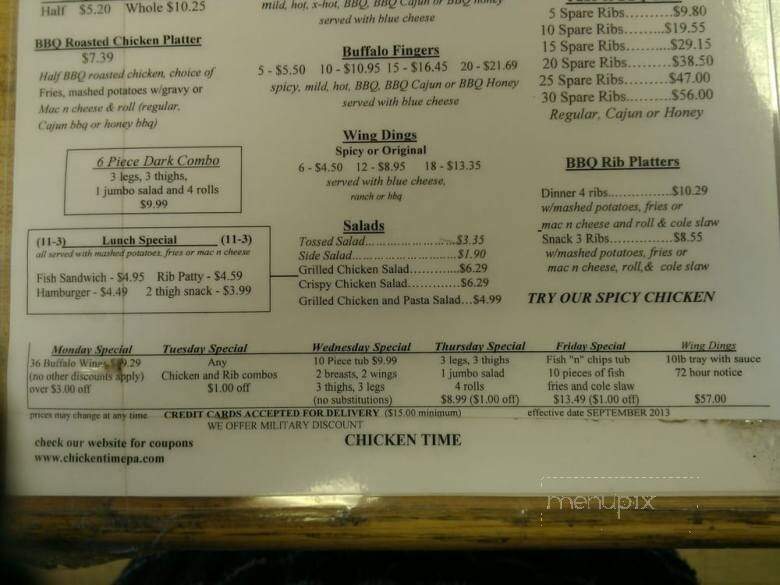 Half $5.20 Whole $10.25
BBQ Roasted Chicken Platter
$7.39
Half BBQ roasted chicken, choice of
Fries, mashed potatoes w/gravy or
Mac n cheese & roll (regular,
Cajun bbq or honey bbq)
6 Piece Dark Combo
3 legs, 3 thighs,
1 jumbo salad and 4 rolls
$9.99
(11-3) Lunch Special (11-3)
all served with mashed potatoes, fries or mac n cheese
Fish Sandwich - $4.95 Rib Patty - $4.59
Hamburger - $4.49 2 thigh snack - $3.99
mild, hot, x-hot, BBQ, BBQ Cajun or BBQ honey
served with blue cheese
Buffalo Fingers
5 - $5.50 10 - $10.95 15 - $16.45 20 - $21.69
spicy, mild, hot, BBQ, BBQ Cajun or BBQ Honey
served with blue cheese
Wing Dings
Spicy or Original
6 - $4.50 12 - $8.95 18 - $13.35
served with blue cheese,
ranch or bbq
Salads
Tossed Salad........................$3.35
Side Salad............................$1.90
Grilled Chicken Salad............$6.29
Crispy Chicken Salad.............$6.29
Grilled Chicken and Pasta Salad...$4.99
5 Spare Ribs..........$9.80
10 Spare Ribs.........$19.55
15 Spare Ribs.........$29.15
20 Spare Ribs.........$38.50
25 Spare Ribs.........$47.00
30 Spare Ribs.........$56.00
Regular, Cajun or Honey
BBQ Rib Platters
Dinner 4 ribs................$10.29
w/mashed potatoes, fries or
mac n cheese and roll & cole slaw
Snack 3 Ribs................$8.55
w/mashed potatoes, fries or
mac n cheese, roll,& cole slaw
TRY OUR SPICY CHICKEN
Monday Special
36 Buffalo Wings $ 9.29
(no other discounts apply)
over $3.00 off
Tuesday Special
Any
Chicken and Rib combos
$1.00 off
Wednesday Special
10 Piece tub $9.99
2 breasts, 2 wings
3 thighs, 3 legs
(no substitutions)
Thursday Special
3 legs, 3 thighs
1 jumbo salad
4 rolls
$8.99 ($1.00 off)
Friday Special
Fish "n" chips tub
10 pieces of fish
fries and cole slaw
$13.49 ($1.00 off)
Wing Dings
10lb tray with sauce
72 hour notice
$57.00
prices may change at any time CREDIT CARDS ACCEPTED FOR DELIVERY ($15.00 minimum) effective date SEPTEMBER 2013
WE OFFER MILITARY DISCOUNT
check our website for coupons CHICKEN TIME
www.chickentimepa.com
menupix